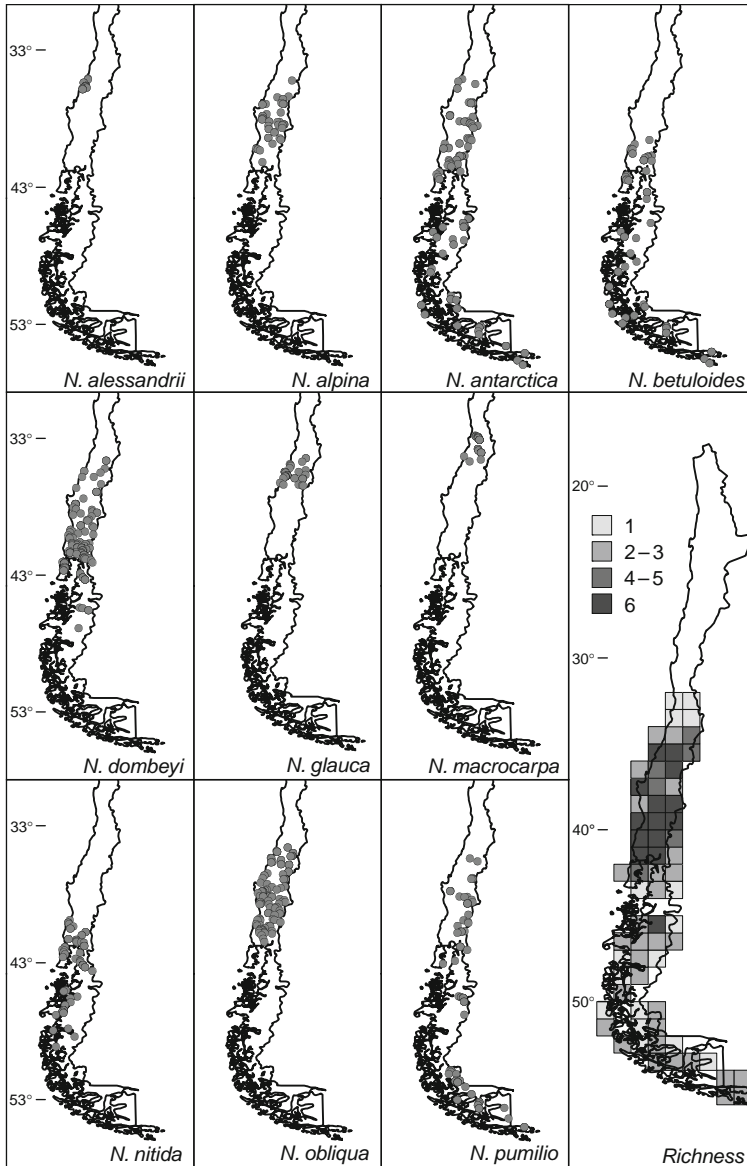 33°
43°
53°
N. alessandrii
N. alpina
N. antarctica
N. betuloides
33°
43°
53°
N. dombeyi
N. glauca
N. macrocarpa
33°
43°
53°
N. nitida
N. obliqua
N. pumilio
20°
1
2–3
4–5
6
30°
40°
50°
Richness